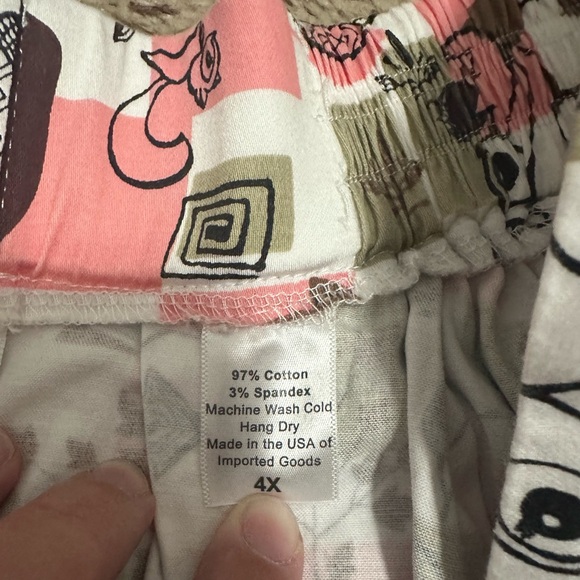 97% Cotton
3% Spandex
Machine Wash Cold
Hang Dry
Made in the USA of
Imported Goods
4X